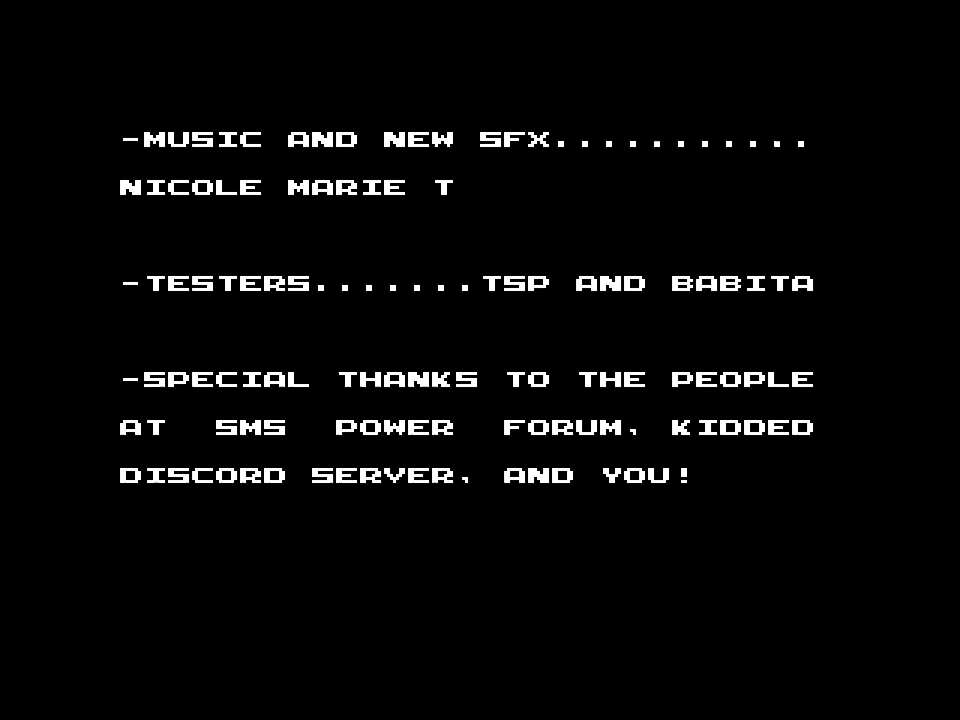 -MUSIC AND NEW SFX...........
NICOLE MARIE T
-TESTERS.......TSP AND BABITA
-SPECIAL THANKS TO THE PEOPLE
AT  SMS  POWER  FORUM, KIDDED
DISCORD SERVER, AND YOU!